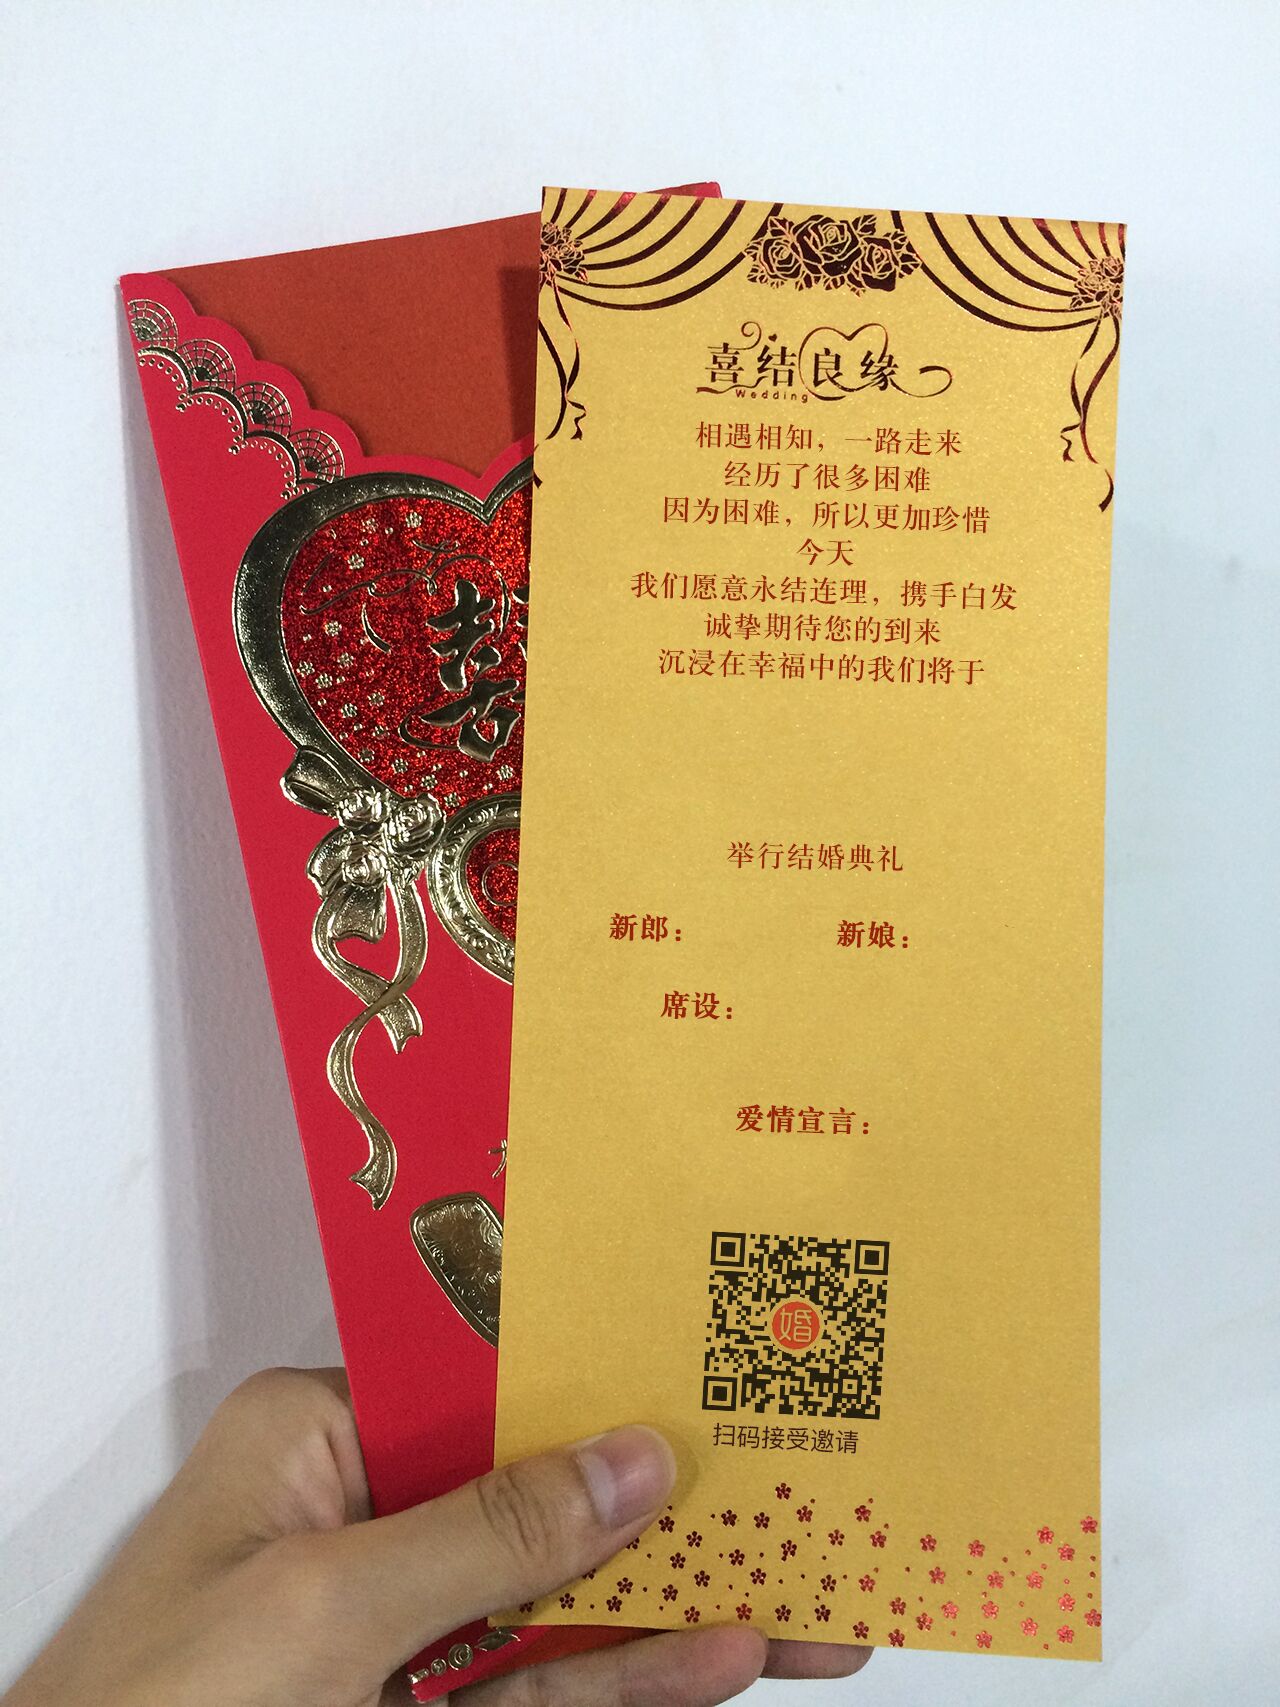 喜结良缘
Wedding
相遇相知，一路走来
经历了很多困难
因为困难，所以更加珍惜
今天
我们愿意永结连理，携手白发
诚挚期待您的到来
沉浸在幸福中的我们将于
举行结婚典礼
新郎： 新娘：
席设：
爱情宣言：
婚
扫码接受邀请